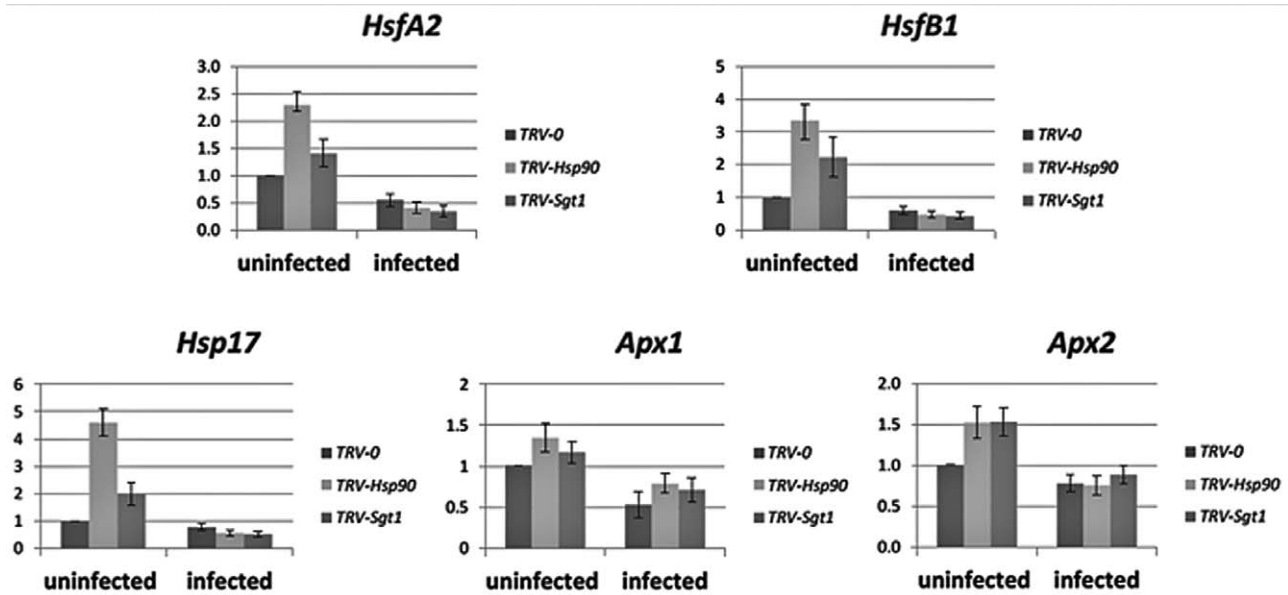 HsfA2
3.0
2.5
2.0
1.5
1.0
0.5
0.0
uninfected infected
TRV-0
TRV-Hsp90
TRV-Sgt1
HsfB1
5
4
3
2
1
0
uninfected infected
TRV-0
TRV-Hsp90
TRV-Sgt1
Hsp17
6
5
4
3
2
1
0
uninfected infected
TRV-0
TRV-Hsp90
TRV-Sgt1
Apx1
2
1.5
1
0.5
0
uninfected infected
TRV-0
TRV-Hsp90
TRV-Sgt1
Apx2
2.0
1.5
1.0
0.5
0.0
uninfected infected
TRV-0
TRV-Hsp90
TRV-Sgt1